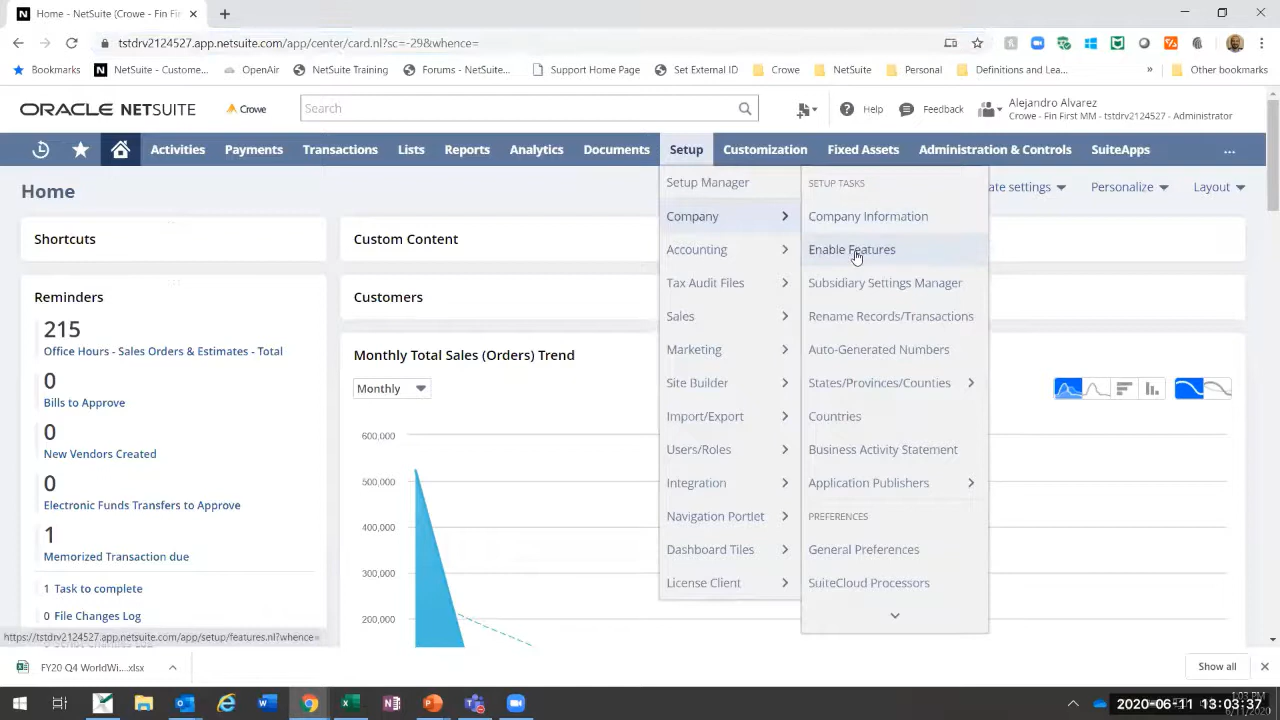 Home - NetSuite (Crowe - Fin Fir
tstdrv2124527.app.netsuite.com/app/center/card.nl?sc=-29&whence=
Bookmarks
NetSuite - Custome...
OpenAir
NetSuite Training
Forums - NetSuite...
Support Home Page
Set External ID
Crowe
NetSuite
Personal
Definitions and Lea...
»
Other bookmarks
ORACLE NETSUITE
Crowe
Search
Help
Feedback
Alejandro Alvarez
Crowe - Fin First MM - tstdrv2124527 - Administrator
Activities
Payments
Transactions
Lists
Reports
Analytics
Documents
Setup
Customization
Fixed Assets
Administration & Controls
SuiteApps
...
Home
ate settings
Personalize
Layout
Setup Manager
Company
Accounting
Tax Audit Files
Sales
Marketing
Site Builder
Import/Export
Users/Roles
Integration
Navigation Portlet
Dashboard Tiles
License Client
SETUP TASKS
Company Information
Enable Features
Subsidiary Settings Manager
Rename Records/Transactions
Auto-Generated Numbers
States/Provinces/Counties
Countries
Business Activity Statement
Application Publishers
PREFERENCES
General Preferences
SuiteCloud Processors
Shortcuts
Reminders
215
Office Hours - Sales Orders & Estimates - Total
0
Bills to Approve
0
New Vendors Created
0
Electronic Funds Transfers to Approve
1
Memorized Transaction due
1 Task to complete
0 File Changes Log
Custom Content
Customers
Monthly Total Sales (Orders) Trend
Monthly
600,000
500,000
400,000
300,000
200,000
https://tstdrv2124527.app.netsuite.com/app/setup/features.nl?whence=
FY20 Q4 WorldWi....xlsx
Show all
2020-06-11 13:03:37